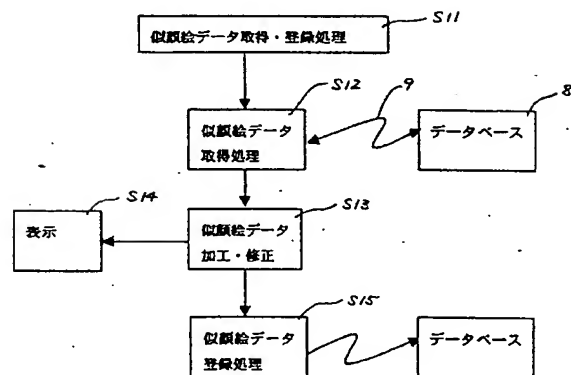 S11
似顔絵データ取得・登録処理
S12
9
8
似顔絵データ
取得処理
データベース
S14
S13
表示
似顔絵データ
加工・修正
S15
似顔絵データ
登録処理
データベース